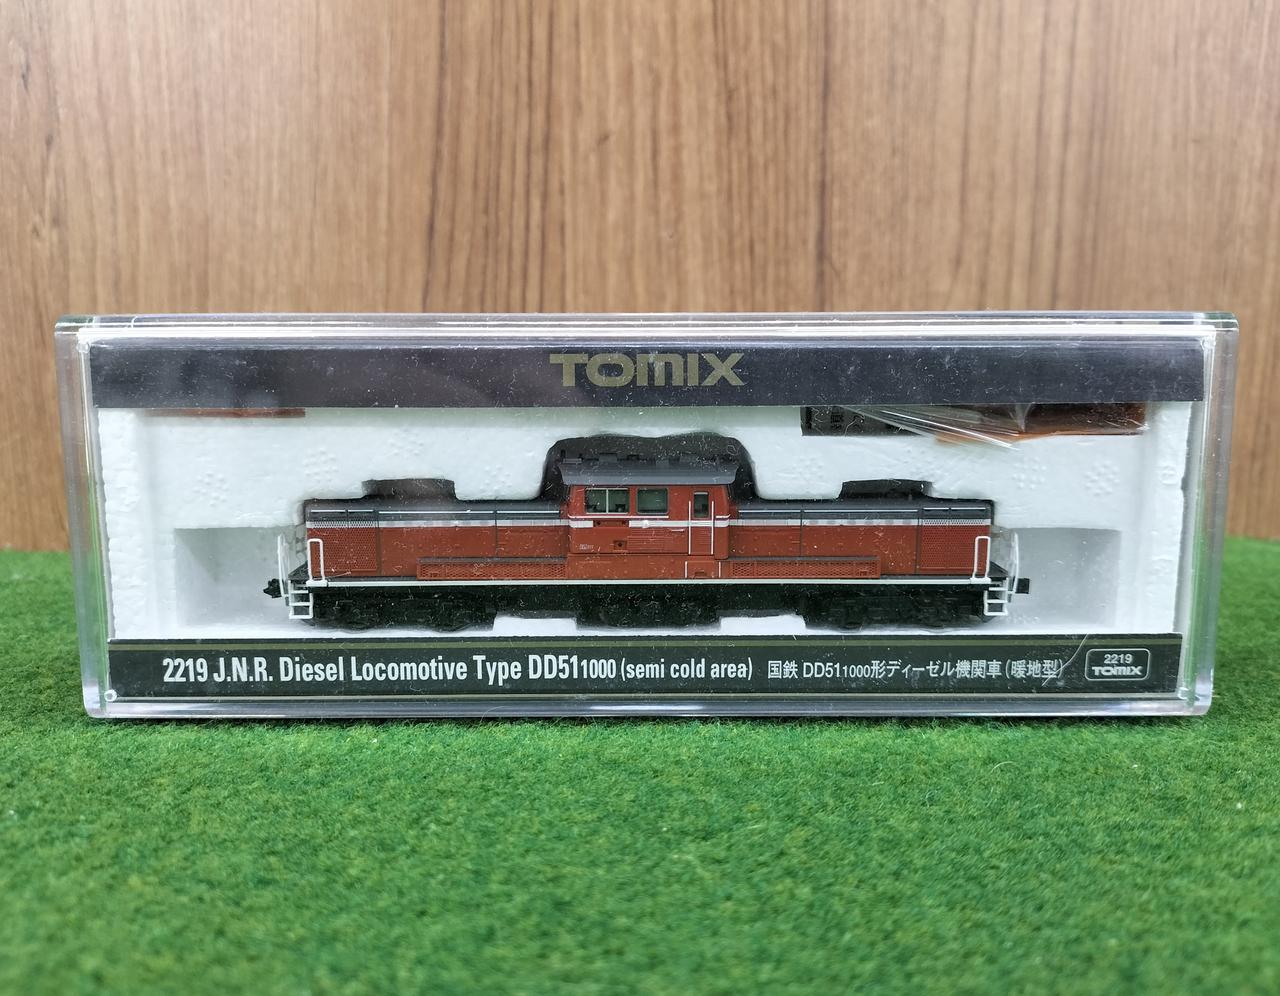 TOMIX
2219 J.N.R. Diesel Locomotive Type DD511000 (semi cold area) 国鉄 DD511000形ディーゼル機関車(暖地型)
2219
TOMIX